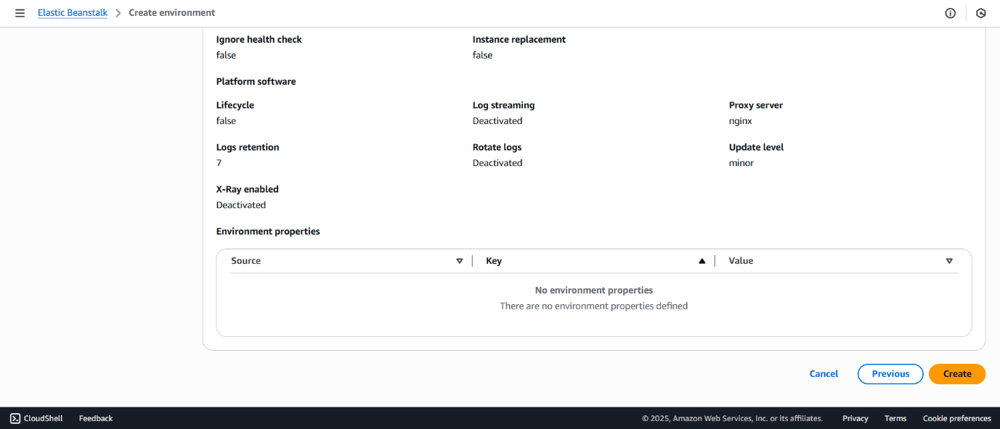 Elastic Beanstalk > Create environment
Ignore health check Instance replacement
false false
Platform software
Lifecycle Log streaming Proxy server
false Deactivated nginx
Logs retention Rotate logs Update level
7 Deactivated minor
X-Ray enabled
Deactivated
Environment properties
Source Key Value
No environment properties
There are no environment properties defined
Cancel Previous Create
CloudShell Feedback © 2025, Amazon Web Services, Inc. or its affiliates. Privacy Terms Cookie preferences